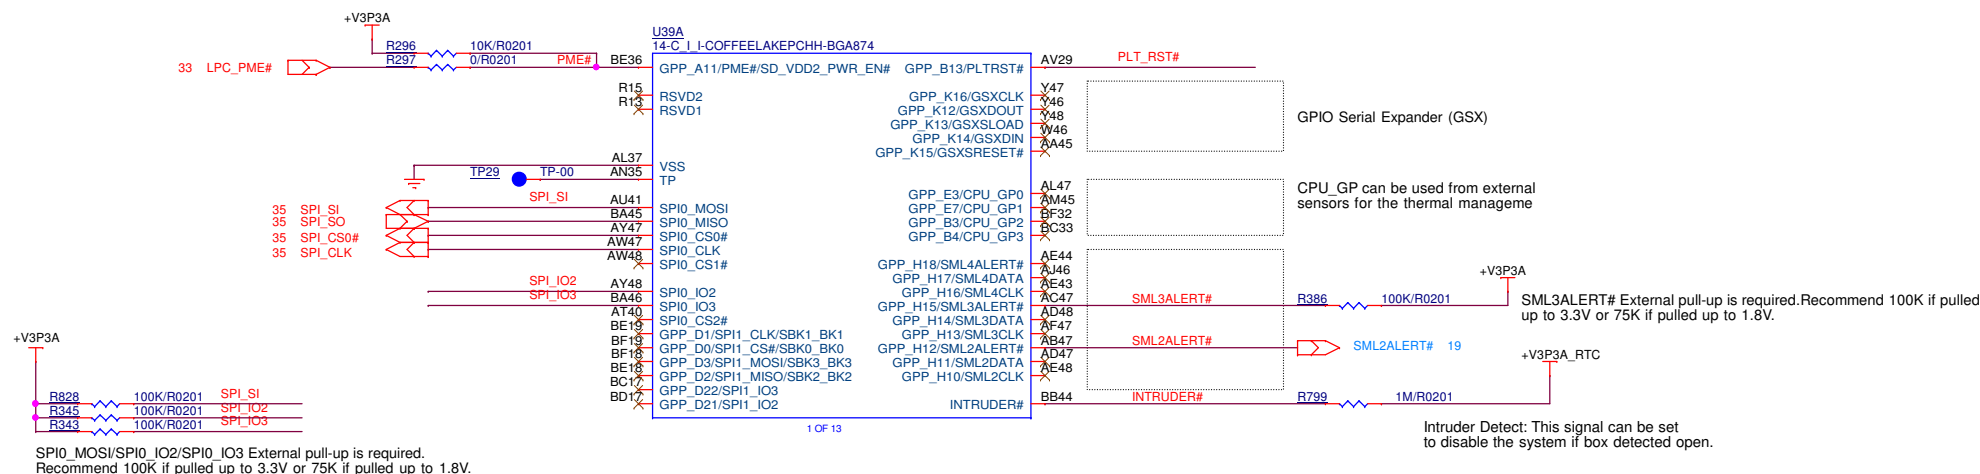 +V3P3A
R296 10K/R0201
33 LPC_PME# R297 0/R0201 PME# BE36
U39A
14-C_I_I-COFFEELAKEPCHH-BGA874
GPP_A11/PME#/SD_VDD2_PWR_EN# GPP_B13/PLTRST# AV29 PLT_RST#
R15 RSVD2 GPP_K16/GSXCLK Y47
R13 RSVD1 GPP_K12/GSXDOUT Y46
GPP_K13/GSXSLOAD Y48
GPP_K14/GSXDIN W46
GPP_K15/GSXSRESET# AA45
GPIO Serial Expander (GSX)
AL37 VSS
TP29 TP-00 AN35 TP
GPP_E3/CPU_GP0 AL47
GPP_E7/CPU_GP1 AM45
GPP_B3/CPU_GP2 BF32
GPP_B4/CPU_GP3 BC33
CPU_GP can be used from external
sensors for the thermal manageme
35 SPI_SI SPI_SI AU41 SPI0_MOSI
35 SPI_SO BA45 SPI0_MISO
35 SPI_CS0# AY47 SPI0_CS0#
35 SPI_CLK AW47 SPI0_CLK
AW48 SPI0_CS1#
SPI_IO2 AY48 SPI0_IO2
SPI_IO3 BA46 SPI0_IO3
AT40 SPI0_CS2#
BE19 GPP_D1/SPI1_CLK/SBK1_BK1
BF19 GPP_D0/SPI1_CS#/SBK0_BK0
BF18 GPP_D3/SPI1_MOSI/SBK3_BK3
BE18 GPP_D2/SPI1_MISO/SBK2_BK2
BC17 GPP_D22/SPI1_IO3
BD17 GPP_D21/SPI1_IO2
GPP_H18/SML4ALERT# AE44
GPP_H17/SML4DATA AJ46
GPP_H16/SML4CLK AE43
GPP_H15/SML3ALERT# AC47 SML3ALERT# R386 100K/R0201 +V3P3A
GPP_H14/SML3DATA AD48
GPP_H13/SML3CLK AF47
GPP_H12/SML2ALERT# AB47 SML2ALERT# SML2ALERT# 19
GPP_H11/SML2DATA AD47
GPP_H10/SML2CLK AE48
INTRUDER# BB44 INTRUDER# R799 1M/R0201 +V3P3A_RTC
SML3ALERT# External pull-up is required.Recommend 100K if pulled
up to 3.3V or 75K if pulled up to 1.8V.
1 OF 13
Intruder Detect: This signal can be set
to disable the system if box detected open.
+V3P3A
R828 100K/R0201 SPI_SI
R345 100K/R0201 SPI_IO2
R343 100K/R0201 SPI_IO3
SPI0_MOSI/SPI0_IO2/SPI0_IO3 External pull-up is required.
Recommend 100K if pulled up to 3.3V or 75K if pulled up to 1.8V.